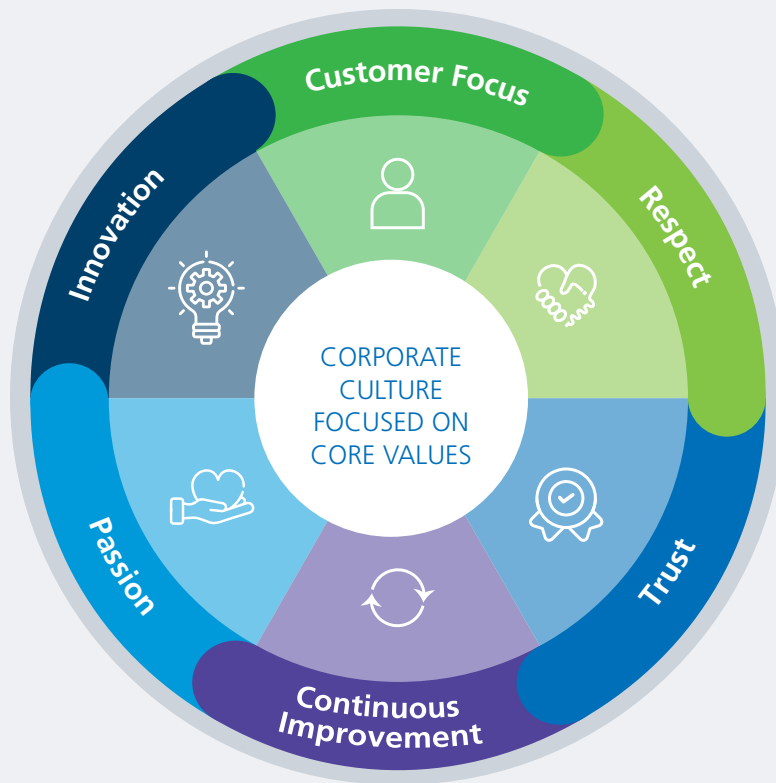 Customer Focus
Respect
Trust
Continuous
Improvement
Passion
Innovation
CORPORATE
CULTURE
FOCUSED ON
CORE VALUES